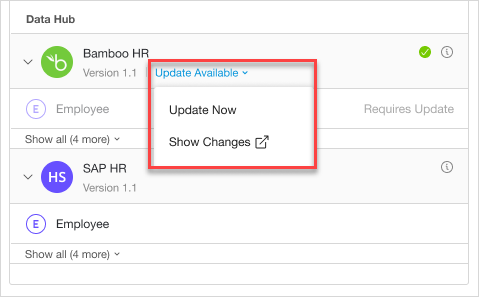 Data Hub
Bamboo HR
Version 1.1 Update Available
Update Now
E Employee Requires Update
Show Changes
Show all (4 more)
HS SAP HR
Version 1.1
E Employee
Show all (4 more)